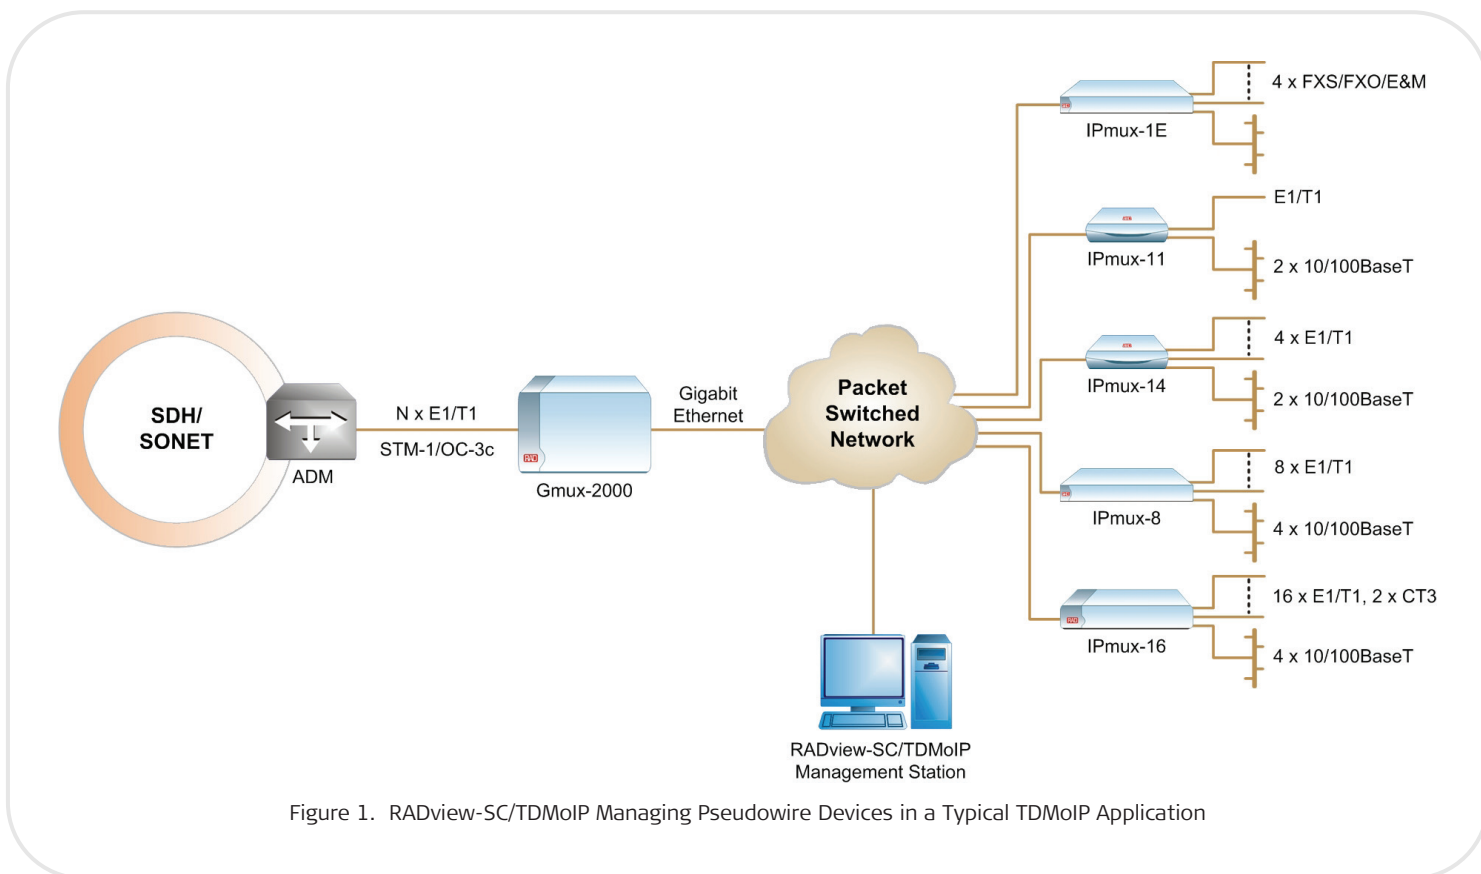 4 x FXS/FXO/E&M
IPmux-1E
E1/T1
IPmux-11
2 x 10/100BaseT
4 x E1/T1
IPmux-14
2 x 10/100BaseT
SDH/
SONET
ADM
N x E1/T1
STM-1/OC-3c
RAD
Gmux-2000
Gigabit
Ethernet
Packet
Switched
Network
8 x E1/T1
IPmux-8
4 x 10/100BaseT
16 x E1/T1, 2 x CT3
RAD
IPmux-16
4 x 10/100BaseT
RADview-SC/TDMoIP
Management Station
Figure 1. RADview-SC/TDMoIP Managing Pseudowire Devices in a Typical TDMoIP Application